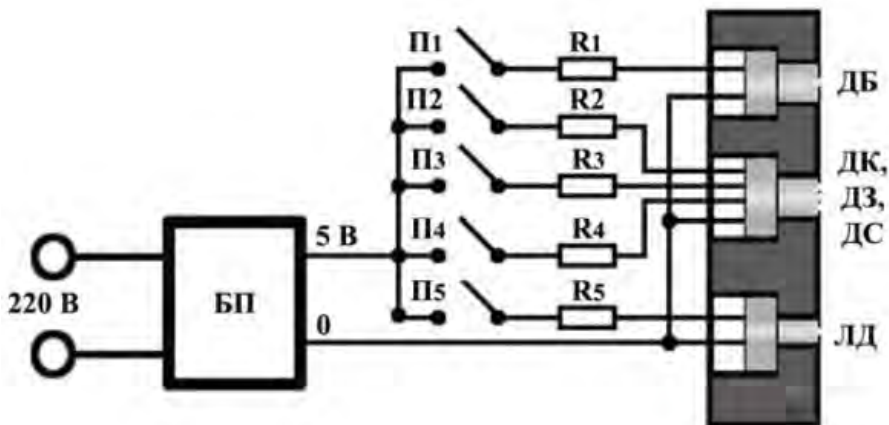 П1 R1
ДБ
П2 R2
П3 R3
ДК,
ДЗ,
ДС
5 В П4 R4
220 В БП
0 П5 R5
ЛД